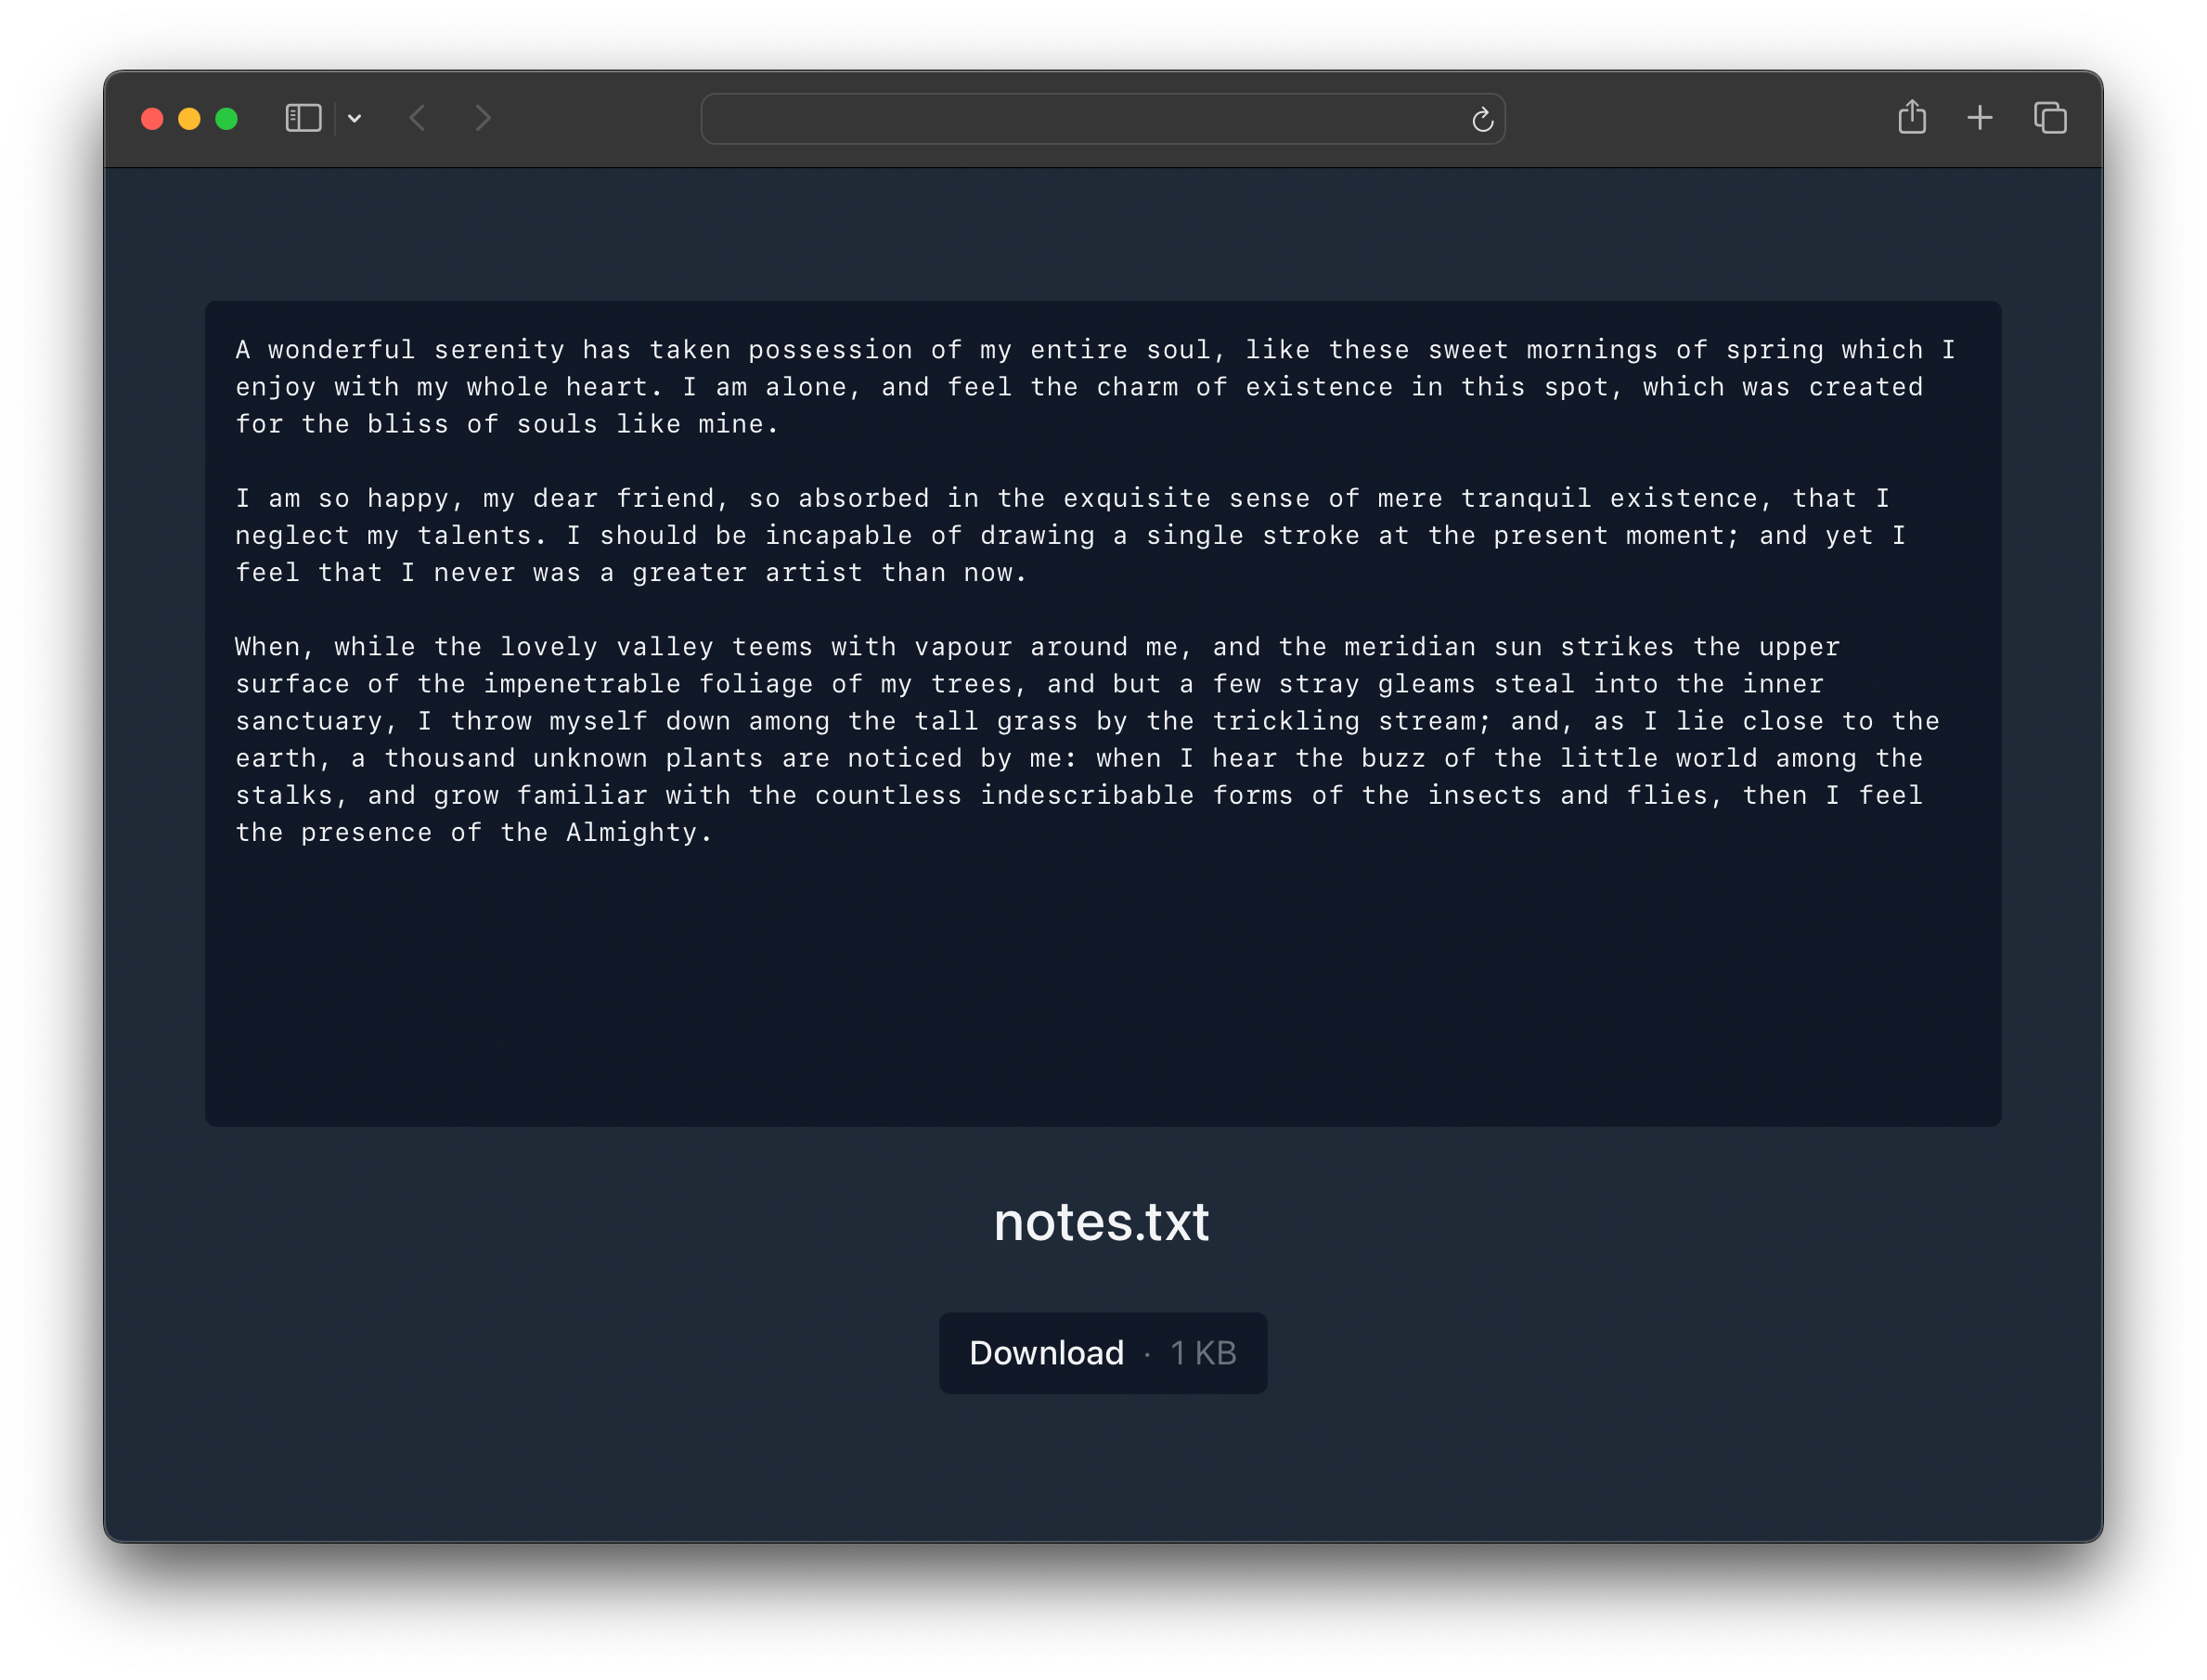 A wonderful serenity has taken possession of my entire soul, like these sweet mornings of spring which I
enjoy with my whole heart. I am alone, and feel the charm of existence in this spot, which was created
for the bliss of souls like mine.
I am so happy, my dear friend, so absorbed in the exquisite sense of mere tranquil existence, that I
neglect my talents. I should be incapable of drawing a single stroke at the present moment; and yet I
feel that I never was a greater artist than now.
When, while the lovely valley teems with vapour around me, and the meridian sun strikes the upper
surface of the impenetrable foliage of my trees, and but a few stray gleams steal into the inner
sanctuary, I throw myself down among the tall grass by the trickling stream; and, as I lie close to the
earth, a thousand unknown plants are noticed by me: when I hear the buzz of the little world among the
stalks, and grow familiar with the countless indescribable forms of the insects and flies, then I feel
the presence of the Almighty.
notes.txt
Download · 1 KB